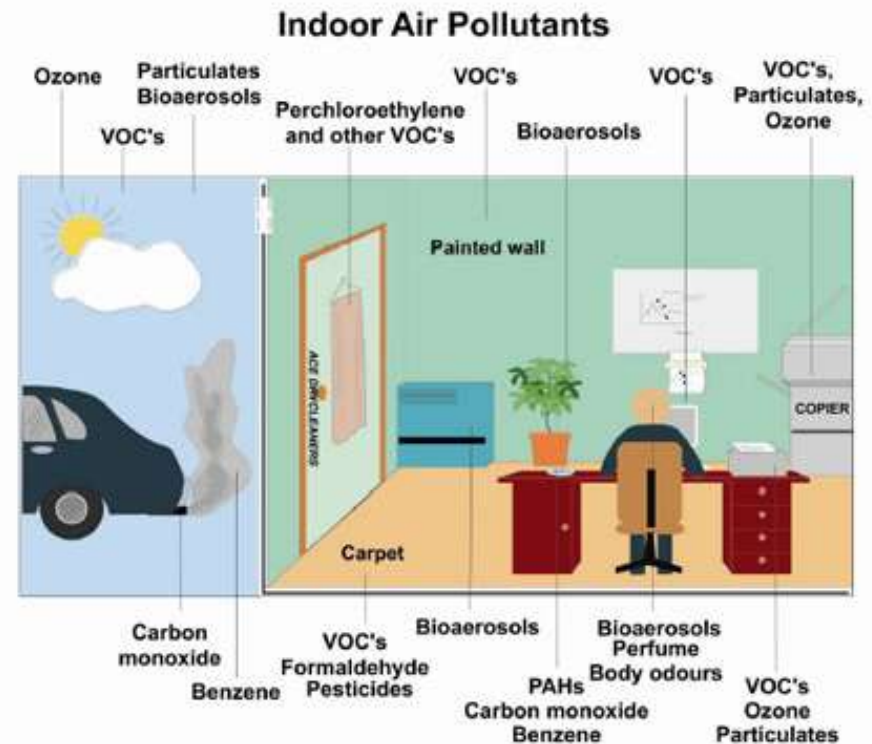 Indoor Air Pollutants
Ozone
Particulates
Bioaerosols
VOC's
Perchloroethylene
and other VOC's
VOC's
Bioaerosols
VOC's
VOC's,
Particulates,
Ozone
Painted wall
ACE DRYCLEANERS
COPIER
Carpet
Carbon
monoxide
Benzene
VOC's
Formaldehyde
Pesticides
Bioaerosols
PAHs
Carbon monoxide
Benzene
Bioaerosols
Perfume
Body odours
VOC's
Ozone
Particulates